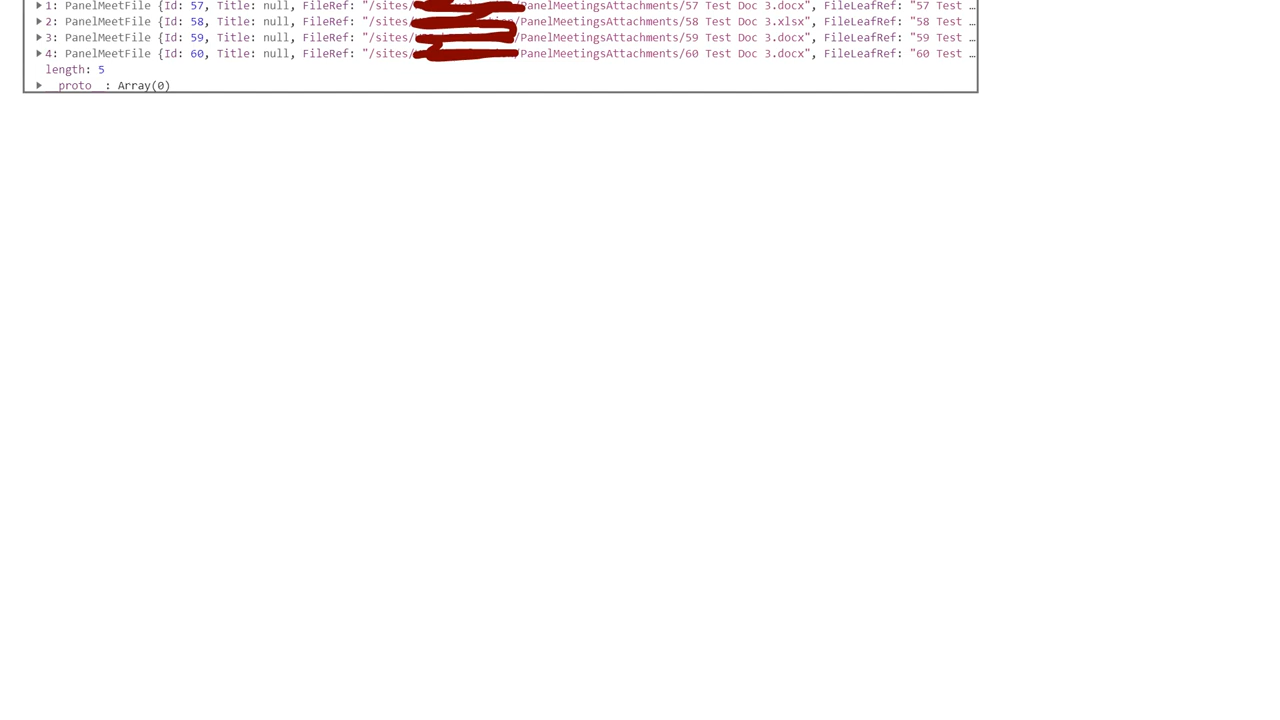 1: PanelMeetFile {Id: 57, Title: null, FileRef: "/sites/ /PanelMeetingsAttachments/57 Test Doc 3.docx", FileLeafRef: "57 Test …
2: PanelMeetFile {Id: 58, Title: null, FileRef: "/sites/ /PanelMeetingsAttachments/58 Test Doc 3.xlsx", FileLeafRef: "58 Test …
3: PanelMeetFile {Id: 59, Title: null, FileRef: "/sites/ /PanelMeetingsAttachments/59 Test Doc 3.docx", FileLeafRef: "59 Test …
4: PanelMeetFile {Id: 60, Title: null, FileRef: "/sites/ /PanelMeetingsAttachments/60 Test Doc 3.docx", FileLeafRef: "60 Test …
length: 5
__proto__: Array(0)